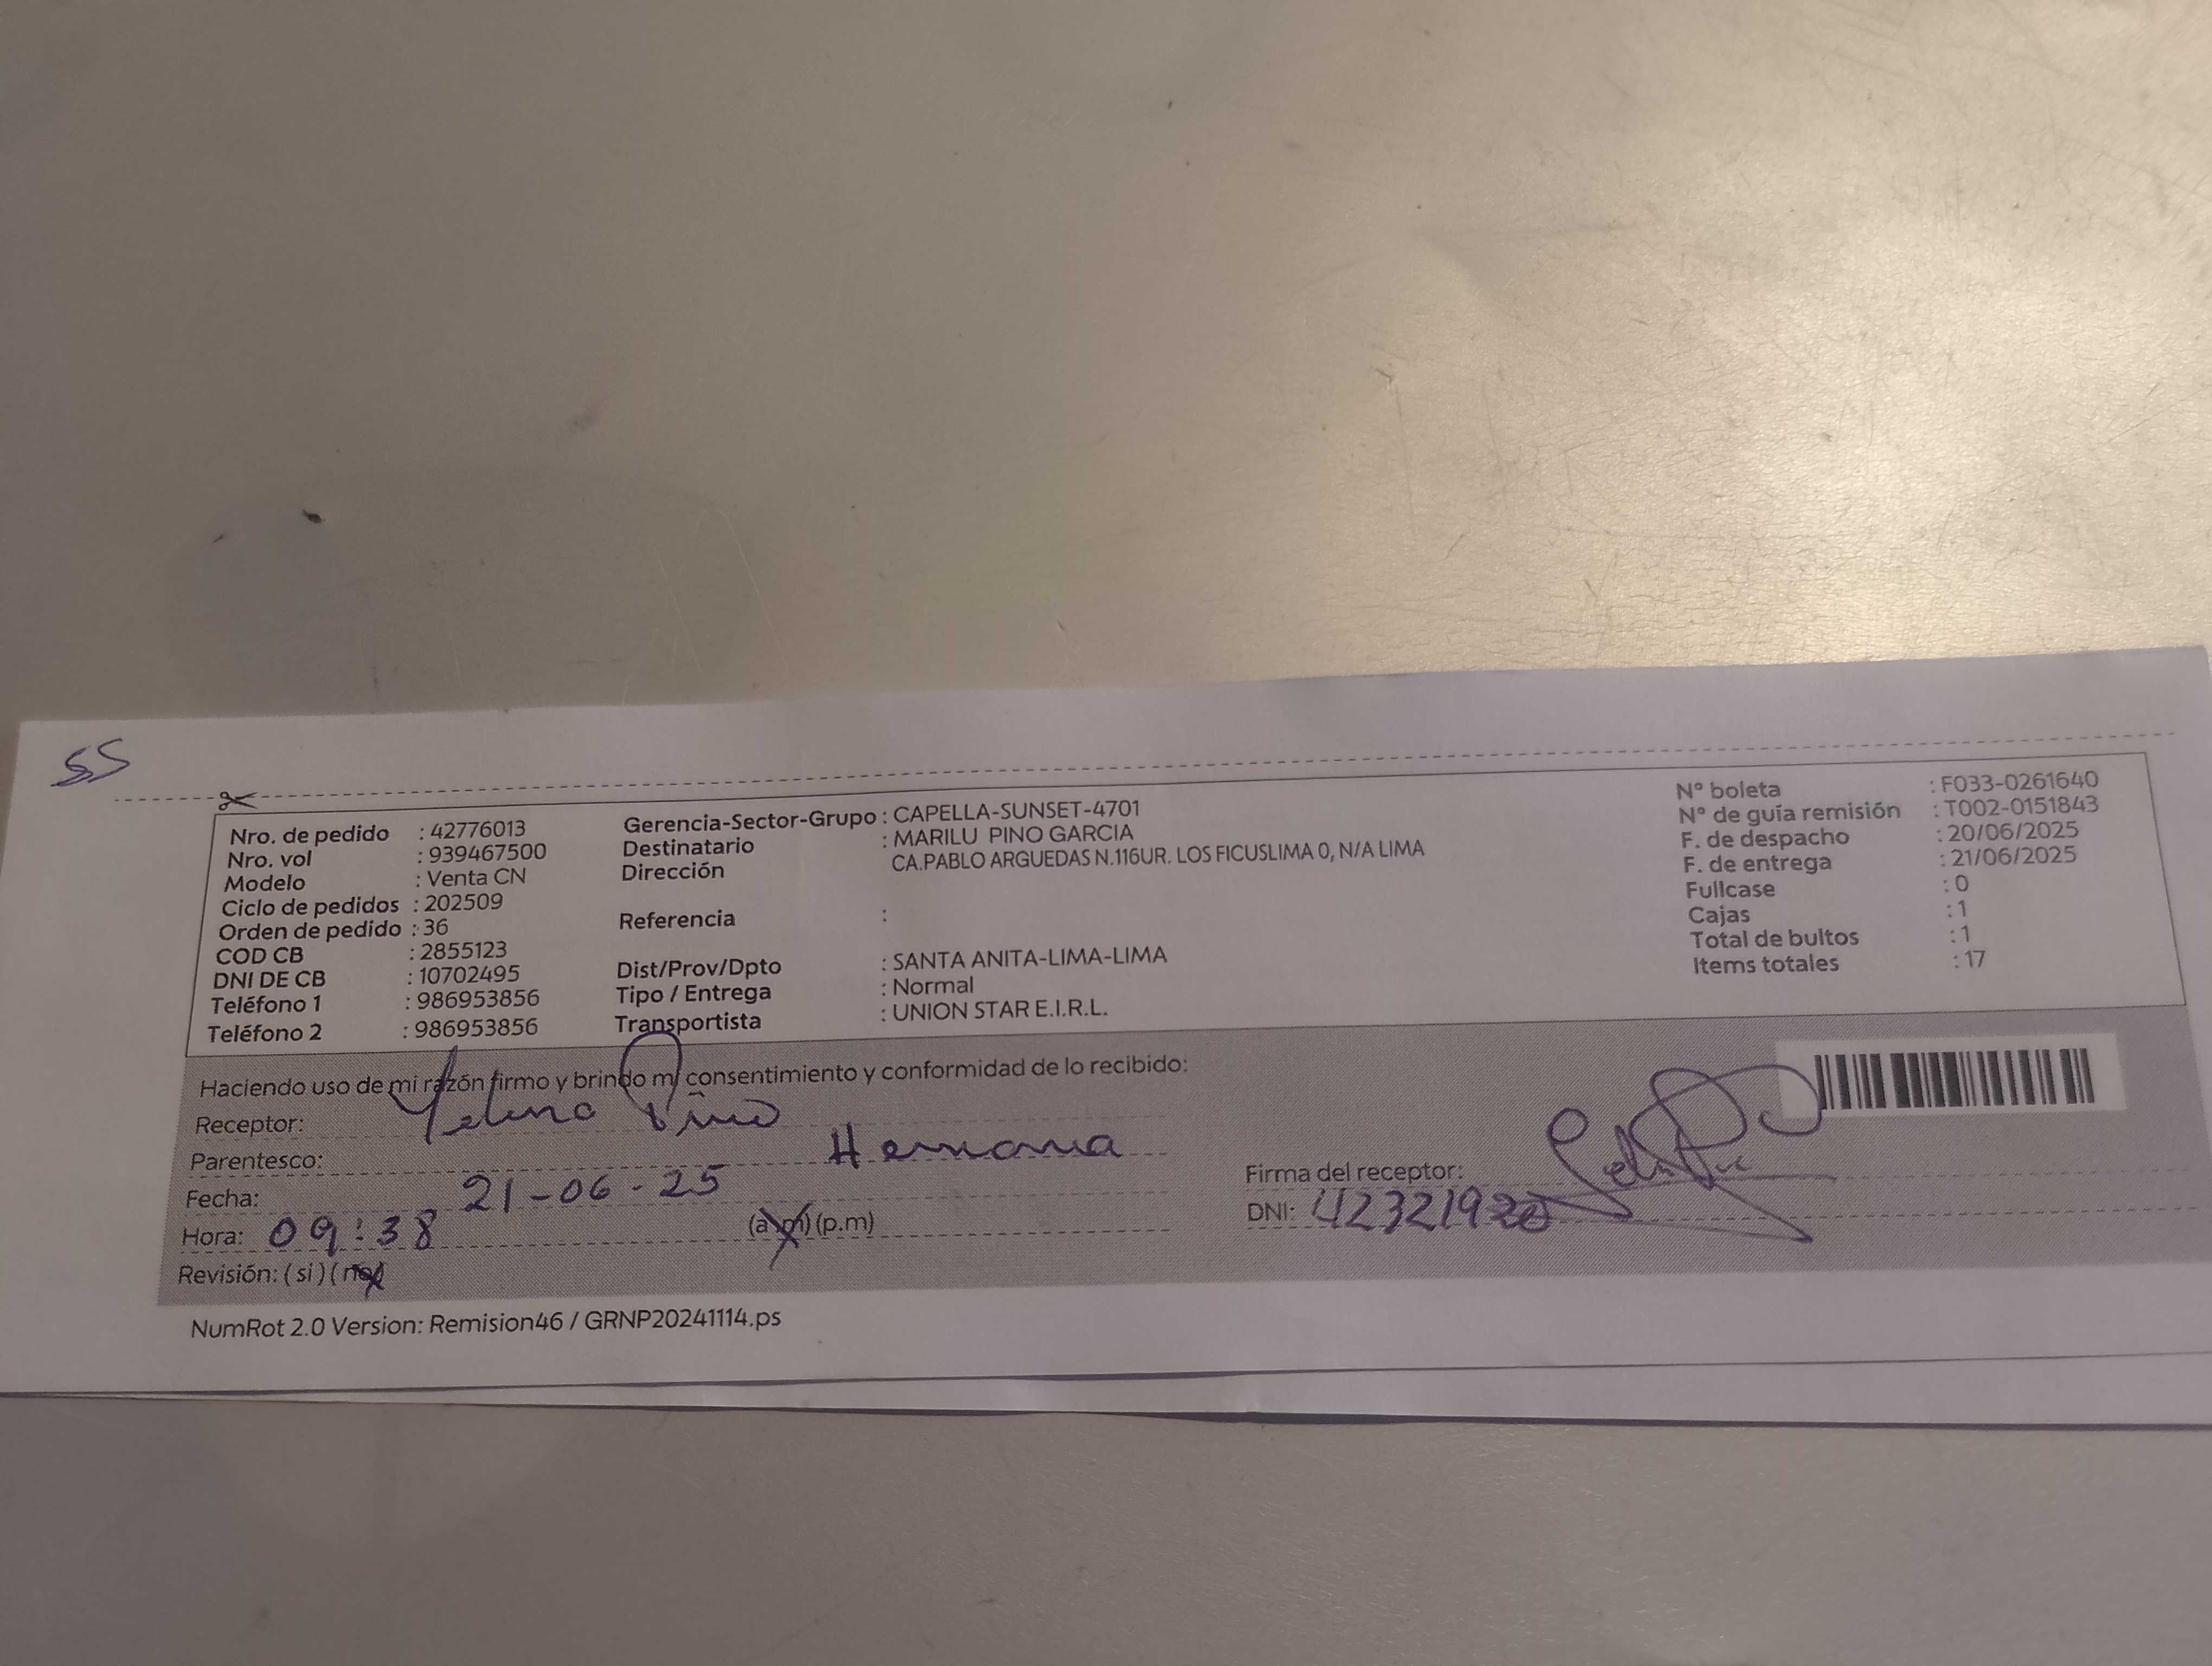 55
Nro. de pedido : 42776013
Nro. vol : 939467500
Modelo : Venta CN
Ciclo de pedidos : 202509
Orden de pedido : 36
COD CB : 2855123
DNI DE CB : 10702495
Teléfono 1 : 986953856
Teléfono 2 : 986953856
Gerencia-Sector-Grupo : CAPELLA-SUNSET-4701
Destinatario : MARILU PINO GARCIA
Dirección CA.PABLO ARGUEDAS N.116UR. LOS FICUSLIMA 0, N/A LIMA
Referencia :
Dist/Prov/Dpto : SANTA ANITA-LIMA-LIMA
Tipo / Entrega : Normal
Transportista : UNION STAR E.I.R.L.
N° boleta : F033-0261640
N° de guía remisión : T002-0151843
F. de despacho : 20/06/2025
F. de entrega : 21/06/2025
Fullcase : 0
Cajas : 1
Total de bultos : 1
Items totales : 17
Haciendo uso de mi razón firmo y brindo mi consentimiento y conformidad de lo recibido:
Receptor:
Parentesco: Hermana
Fecha: 21-06-25
Hora: 09:38 (a.m) (p.m)
Revisión: (si) (no)
Firma del receptor:
DNI:
NumRot 2.0 Version: Remision46 / GRNP20241114.ps